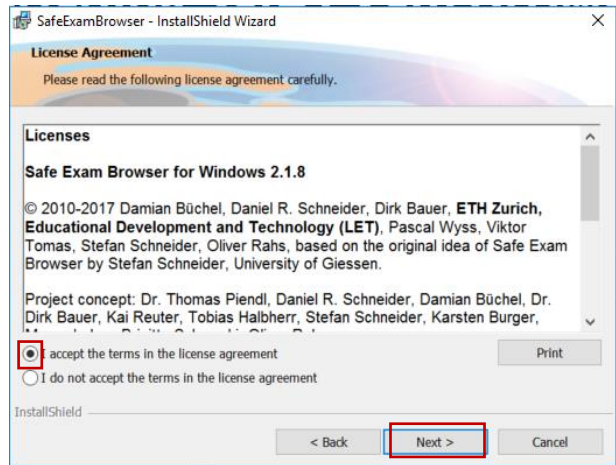 SafeExamBrowser - InstallShield Wizard
License Agreement
Please read the following license agreement carefully.
Licenses
Safe Exam Browser for Windows 2.1.8
© 2010-2017 Damian Büchel, Daniel R. Schneider, Dirk Bauer, ETH Zurich,
Educational Development and Technology (LET), Pascal Wyss, Viktor
Tomas, Stefan Schneider, Oliver Rahs, based on the original idea of Safe Exam
Browser by Stefan Schneider, University of Giessen.
Project concept: Dr. Thomas Piendl, Daniel R. Schneider, Damian Büchel, Dr.
Dirk Bauer, Kai Reuter, Tobias Halbherr, Stefan Schneider, Karsten Burger,
I accept the terms in the license agreement
Print
I do not accept the terms in the license agreement
InstallShield
< Back
Next >
Cancel